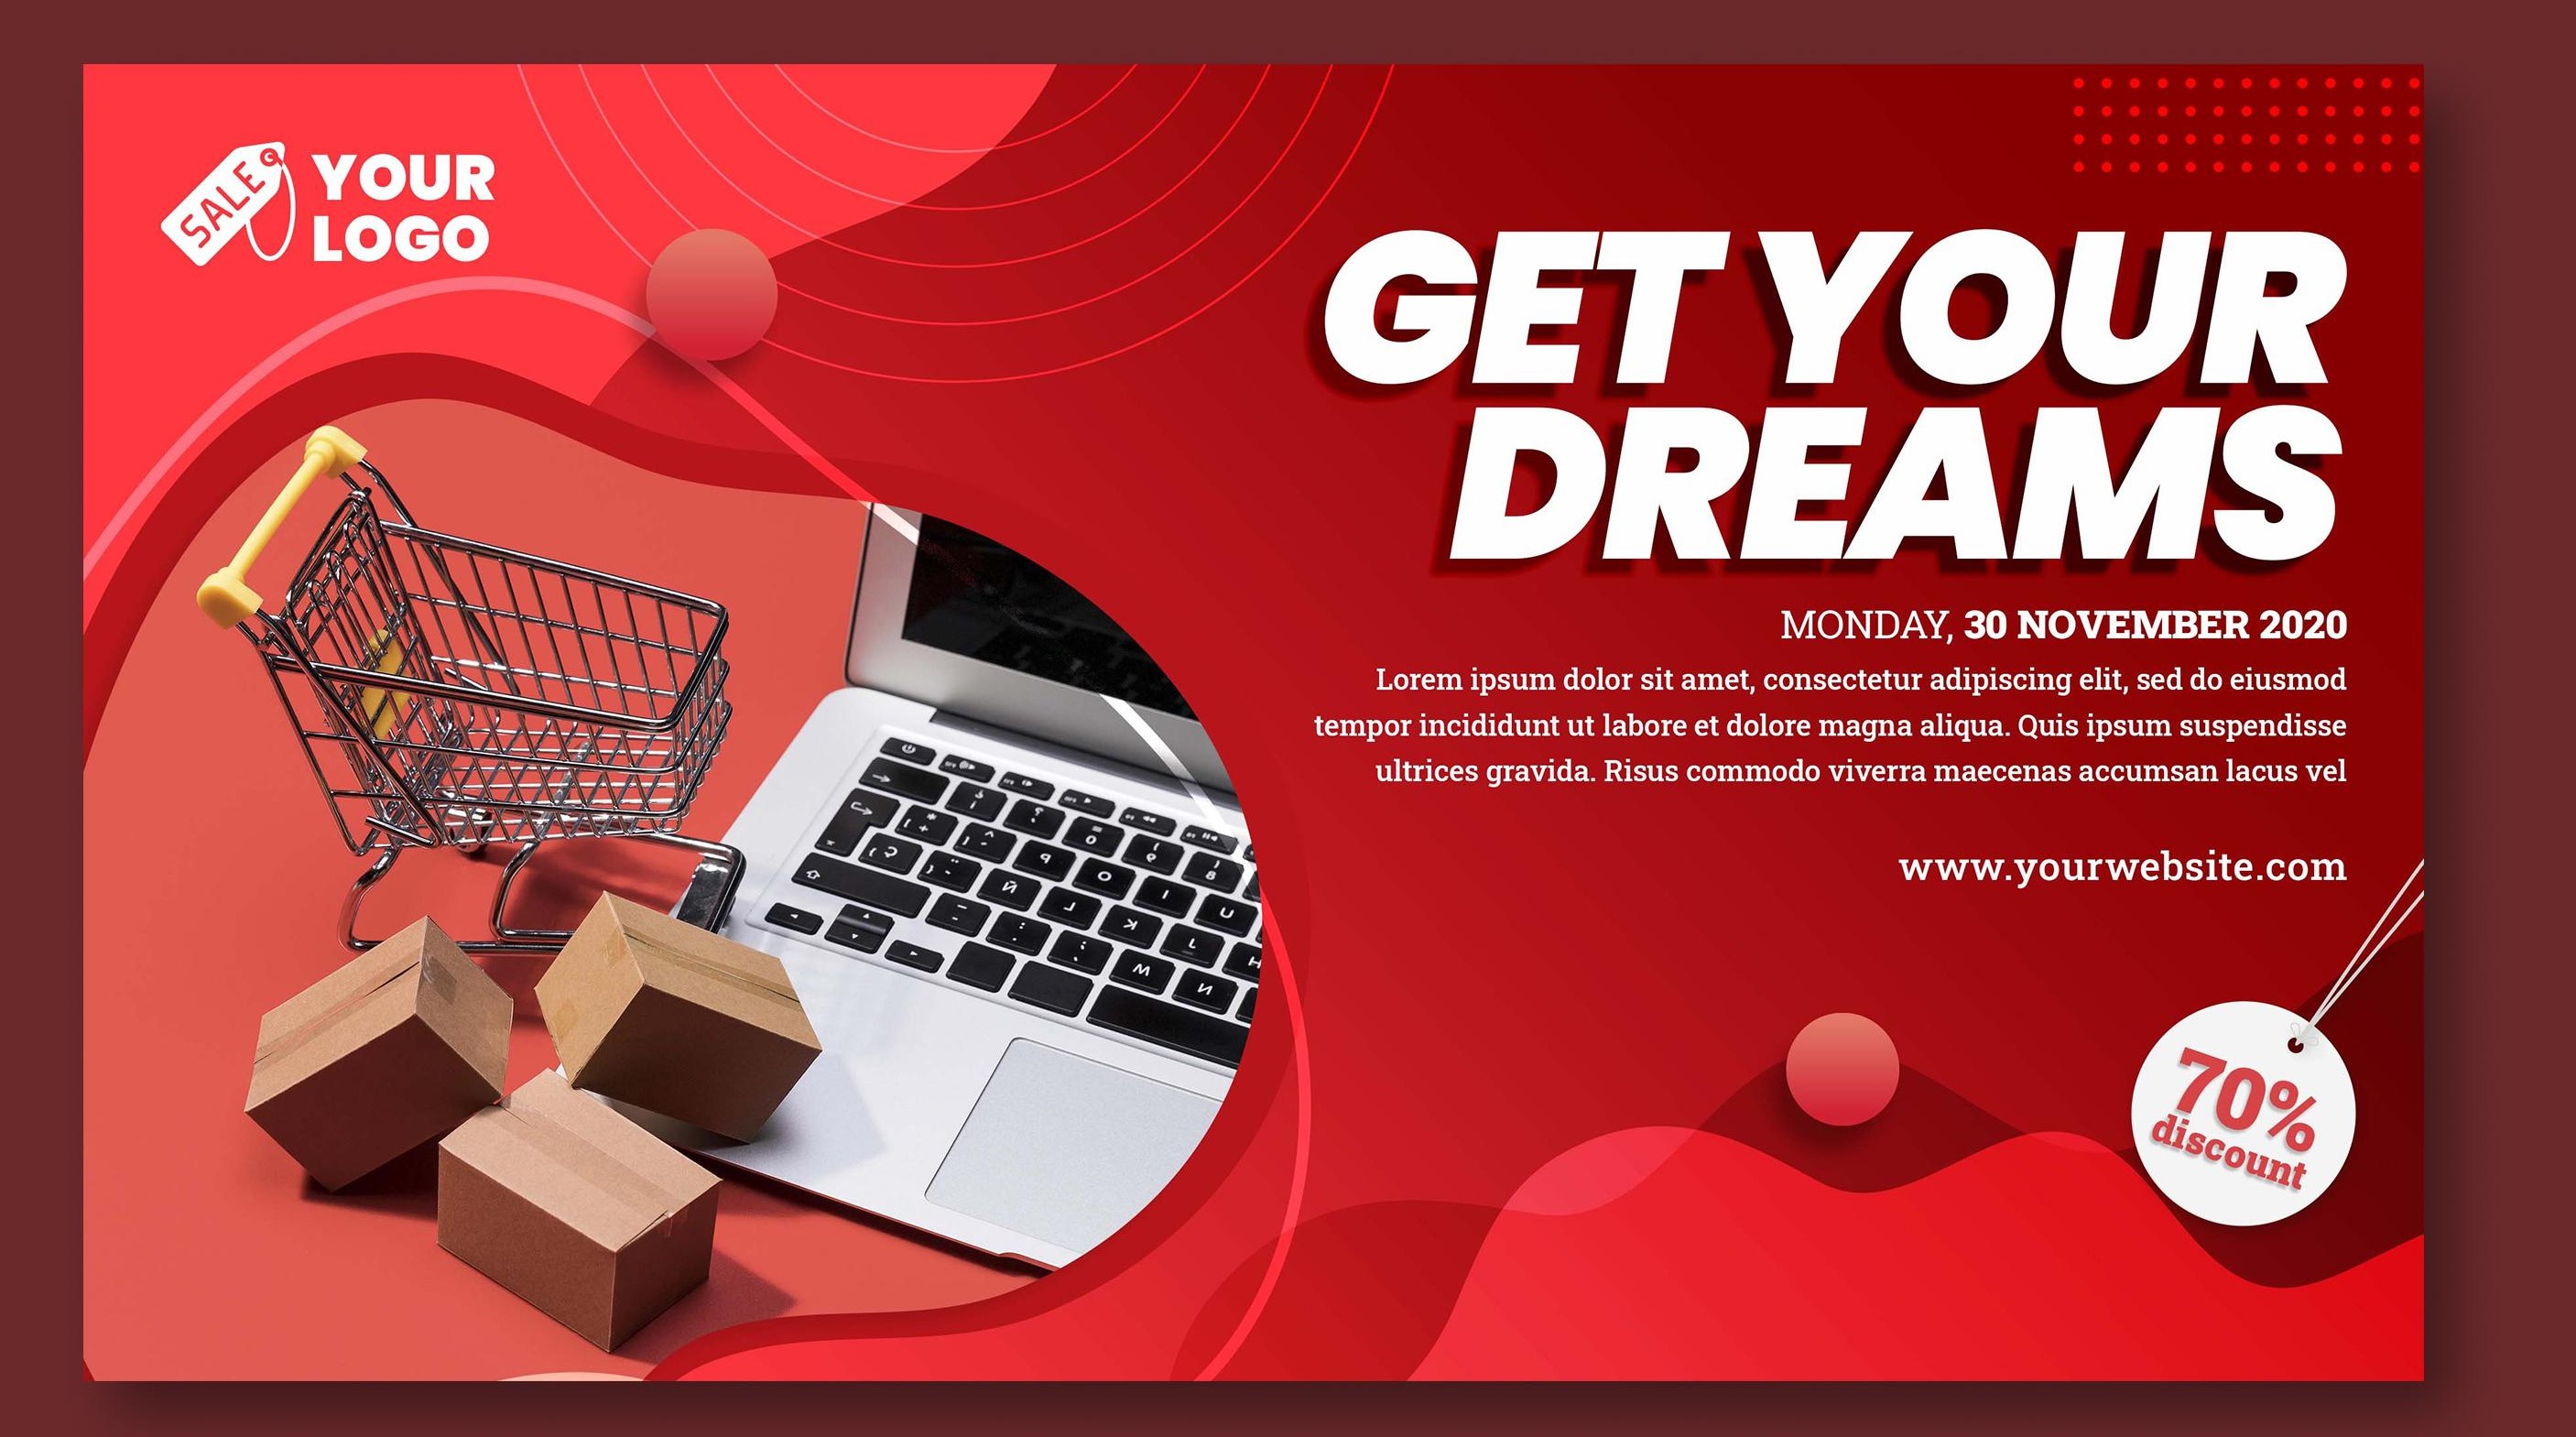 SALE
YOUR
LOGO
GET YOUR
DREAMS
MONDAY, 30 NOVEMBER 2020
Lorem ipsum dolor sit amet, consectetur adipiscing elit, sed do eiusmod
tempor incididunt ut labore et dolore magna aliqua. Quis ipsum suspendisse
ultrices gravida. Risus commodo viverra maecenas accumsan lacus vel
www.yourwebsite.com
70%
discount